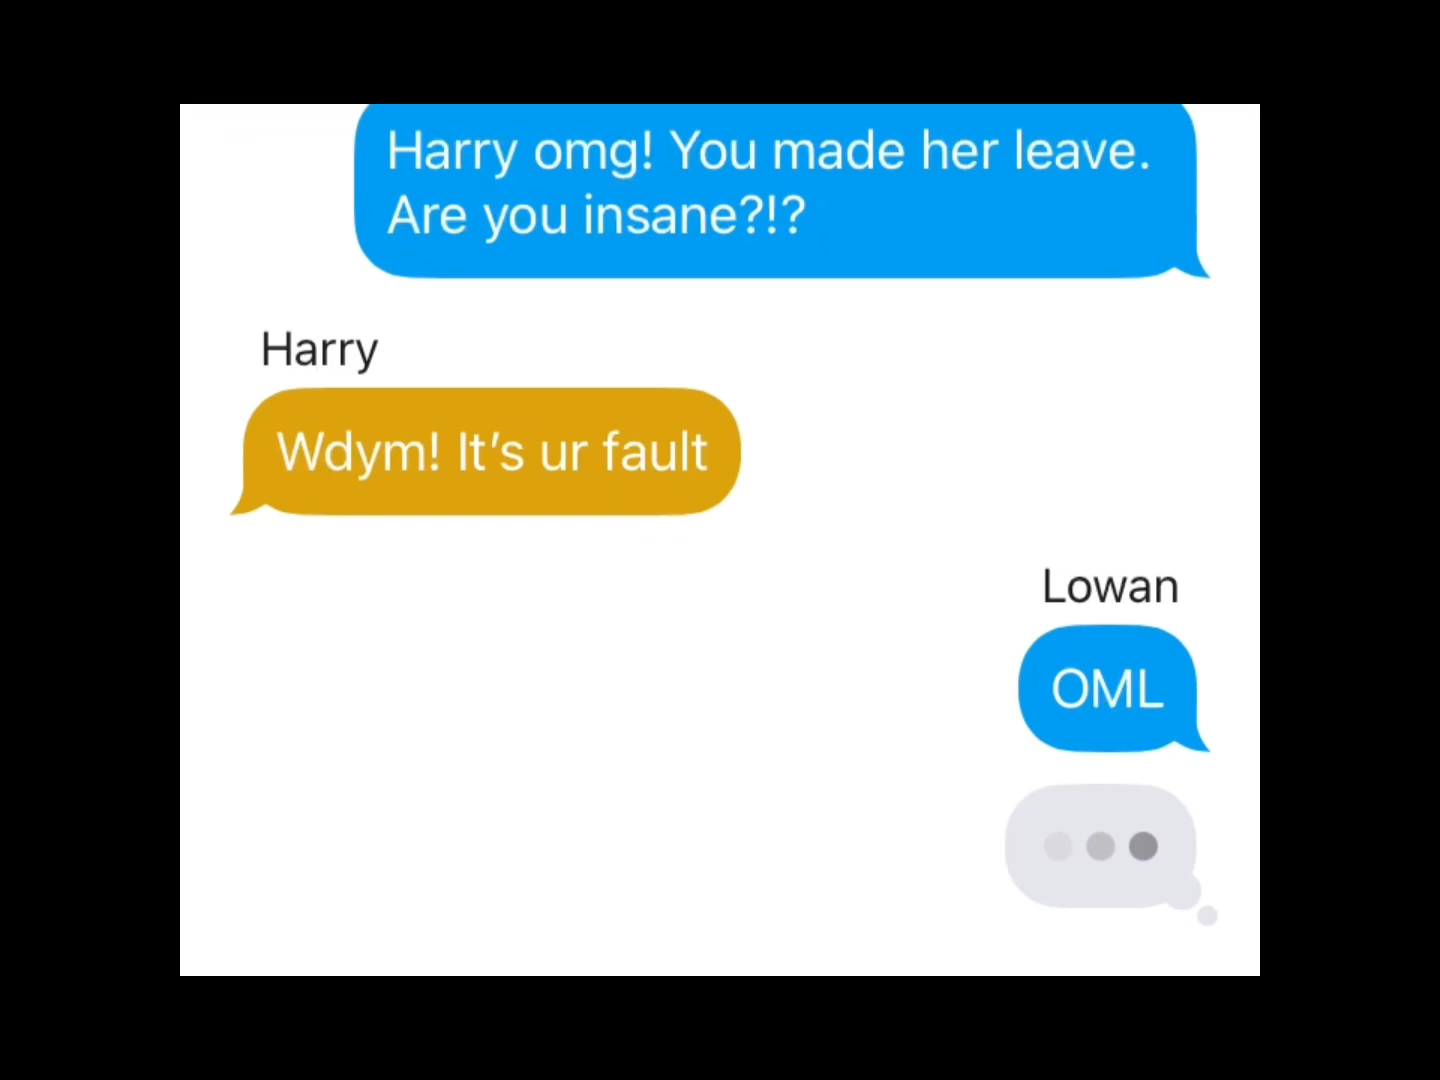 Harry omg! You made her leave.
Are you insane?!?
Harry
Wdym! It’s ur fault
Lowan
OML